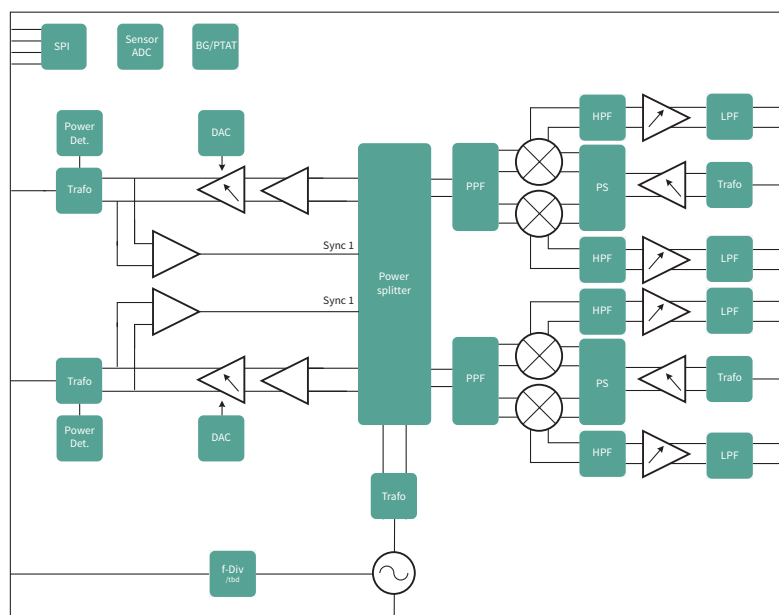 SPI
Sensor
ADC
BG/PTAT
Power
Det.
DAC
HPF
LPF
Trafo
PPF
PS
Trafo
Sync 1
Power
splitter
HPF
LPF
Sync 1
HPF
LPF
Trafo
PPF
PS
Trafo
Power
Det.
DAC
HPF
LPF
Trafo
f-Div
/tbd